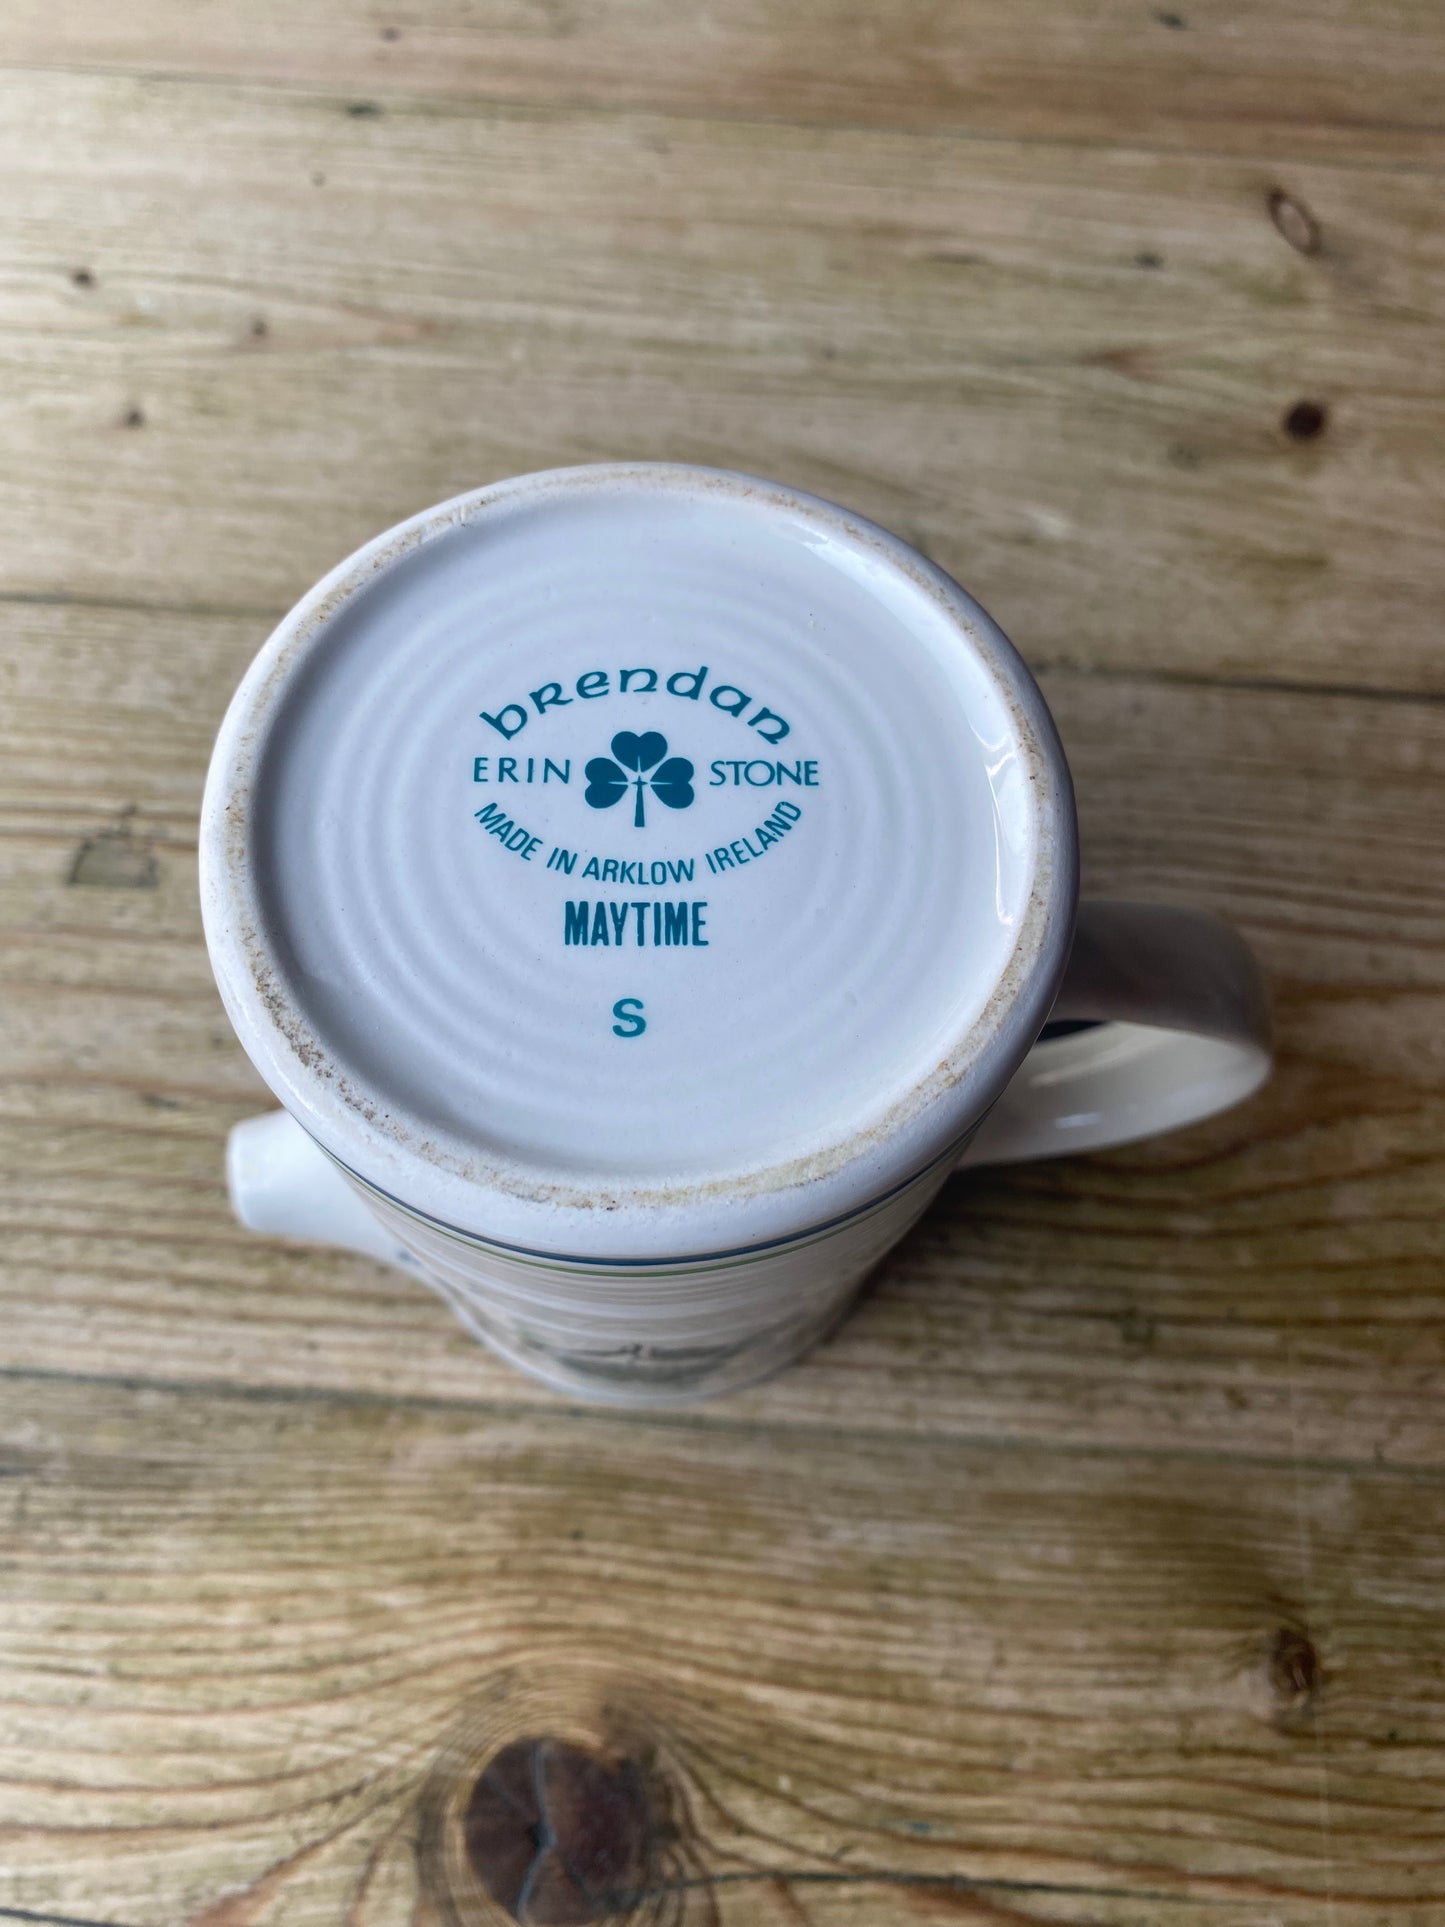 brendan
ERIN STONE
MADE IN ARKLOW IRELAND
MAYTIME
S